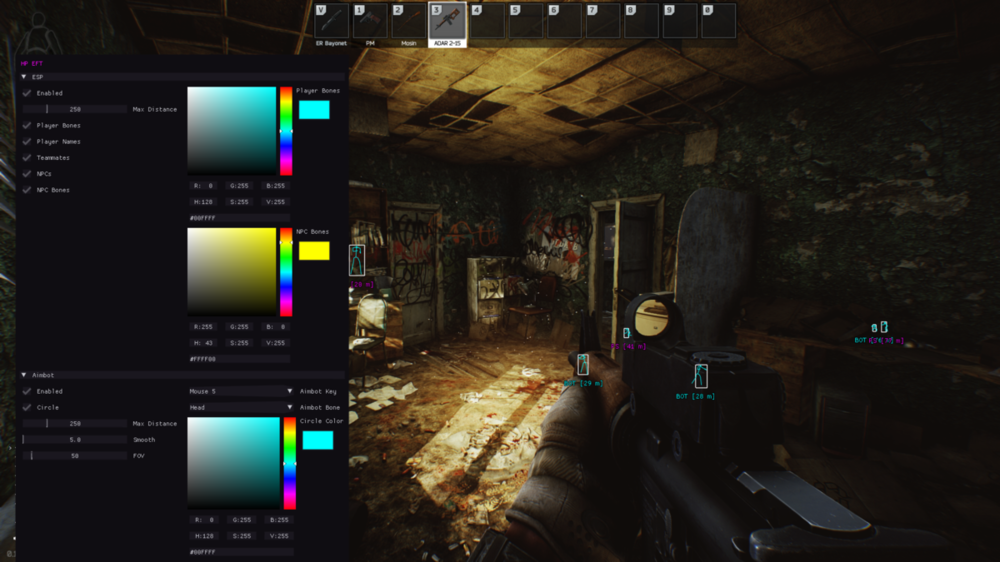 V 1 2 3 4 5 6 7 8 9 0
ER Bayonet PM Mosin ADAR 2-15
HP EFT
ESP
Enabled
250 Max Distance
Player Bones
Player Names
Teammates
NPCs
NPC Bones
Player Bones
R: 0 G:255 B:255
H:128 S:255 V:255
#00FFFF
NPC Bones
R:255 G:255 B: 0
H: 43 S:255 V:255
#FFFF00
Aimbot
Enabled
Circle
250 Max Distance
5.0 Smooth
50 FOV
Mouse 5 Aimbot Key
Head Aimbot Bone
Circle Color
R: 0 G:255 B:255
H:128 S:255 V:255
#00FFFF
[29 m]
BOT [28 m]
BOT